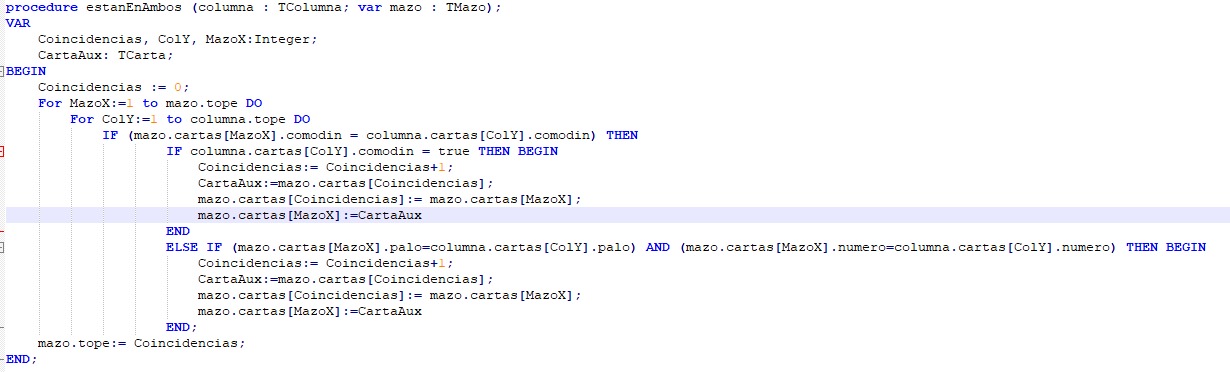 procedure estanEnAmbos (columna : TColumna; var mazo : TMazo);
VAR
    Coincidencias, ColY, MazoX:Integer;
    CartaAux: TCarta;
BEGIN
    Coincidencias := 0;
    For MazoX:=1 to mazo.tope DO
        For ColY:=1 to columna.tope DO
            IF (mazo.cartas[MazoX].comodin = columna.cartas[ColY].comodin) THEN
                    IF columna.cartas[ColY].comodin = true THEN BEGIN
                        Coincidencias:= Coincidencias+1;
                        CartaAux:=mazo.cartas[Coincidencias];
                        mazo.cartas[Coincidencias]:= mazo.cartas[MazoX];
                        mazo.cartas[MazoX]:=CartaAux
                    END
                    ELSE IF (mazo.cartas[MazoX].palo=columna.cartas[ColY].palo) AND (mazo.cartas[MazoX].numero=columna.cartas[ColY].numero) THEN BEGIN
                        Coincidencias:= Coincidencias+1;
                        CartaAux:=mazo.cartas[Coincidencias];
                        mazo.cartas[Coincidencias]:= mazo.cartas[MazoX];
                        mazo.cartas[MazoX]:=CartaAux
                    END;
    mazo.tope:= Coincidencias;
END;